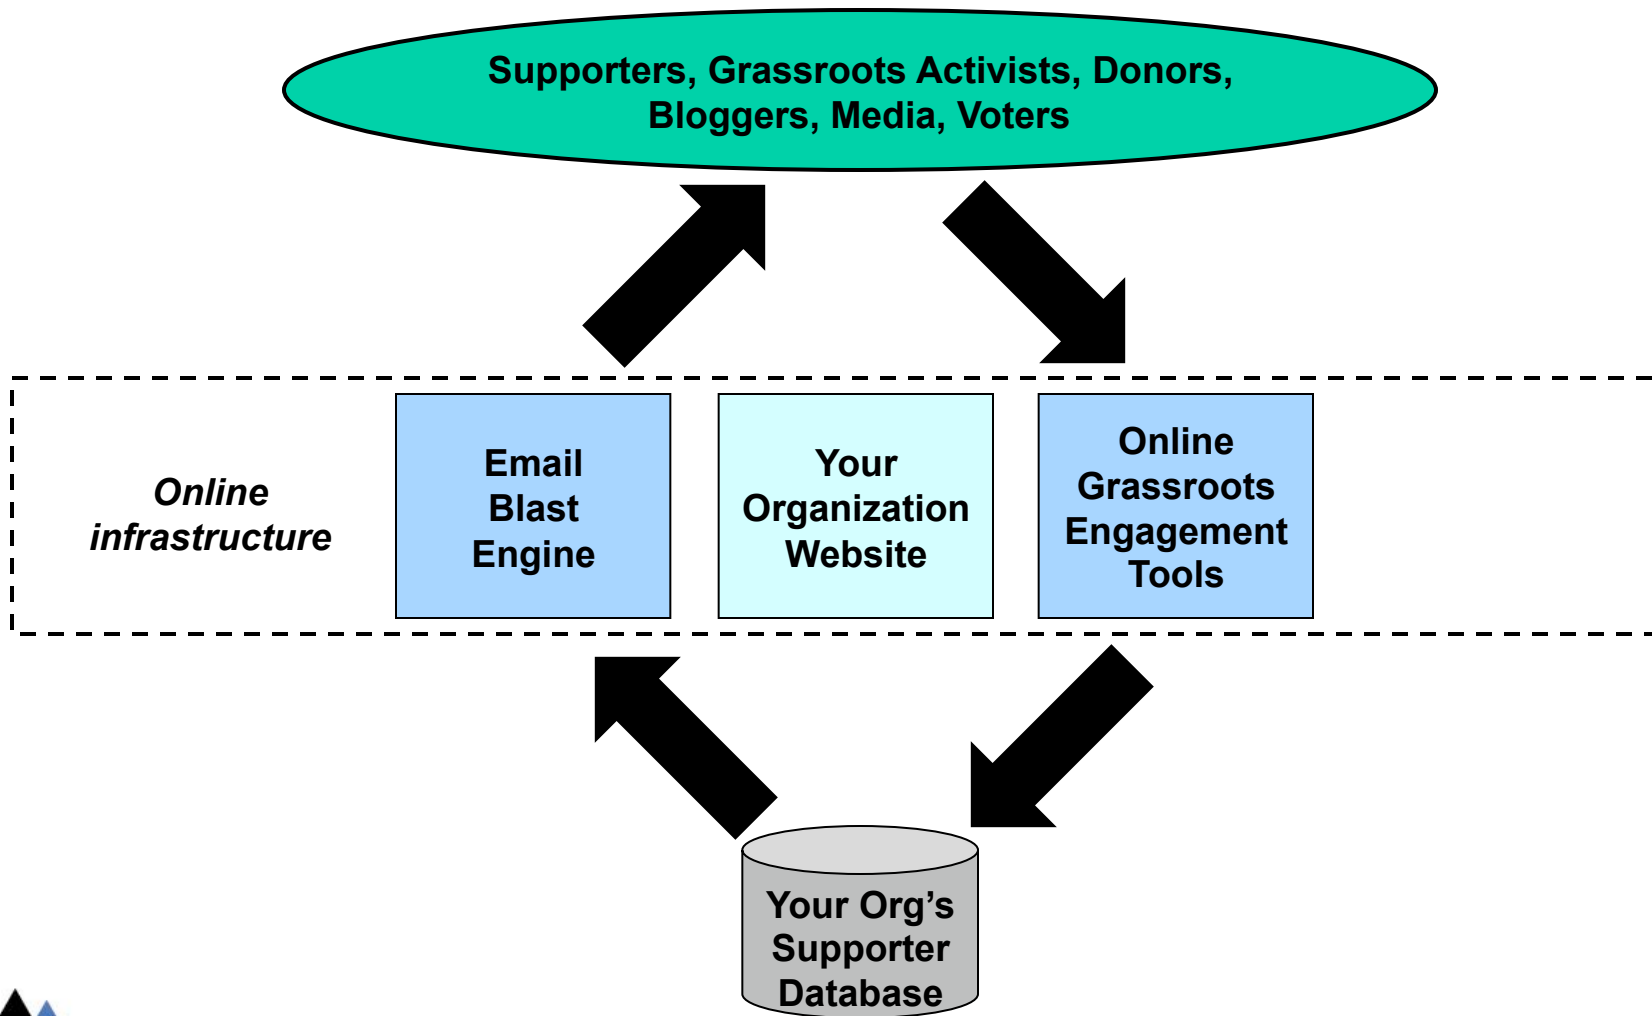 Supporters, Grassroots Activists, Donors,
Bloggers, Media, Voters
Online
infrastructure
Email
Blast
Engine
Your
Organization
Website
Online
Grassroots
Engagement
Tools
Your Org’s
Supporter
Database